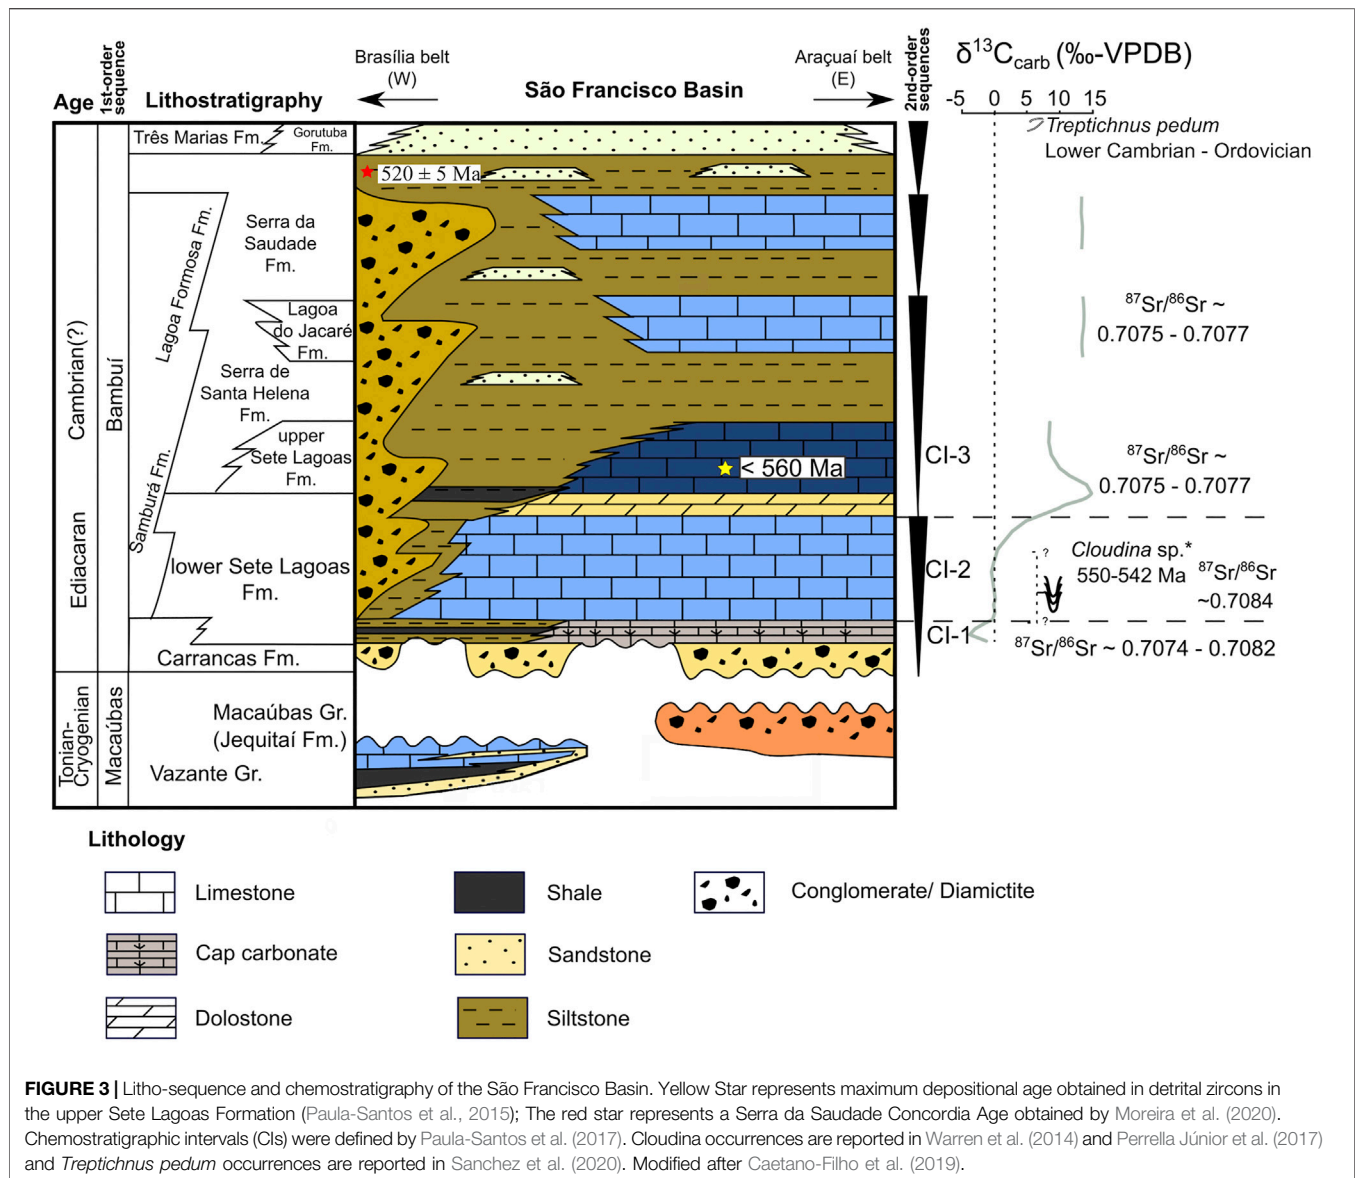 Brasília belt
(W)
São Francisco Basin
Araçuaí belt
(E)
Age
1st-order
sequence
Lithostratigraphy
2nd-order
sequences
δ¹³Ccarb (‰-VPDB)
-5 0 5 10 15
Três Marias Fm.
Gorutuba
Fm.
Treptichnus pedum
Lower Cambrian - Ordovician
520 ± 5 Ma
Lagoa Formosa Fm.
Serra da
Saudade
Fm.
Lagoa
do Jacaré
Fm.
⁸⁷Sr/⁸⁶Sr ~
0.7075 - 0.7077
Cambrian(?)
Bambuí
Serra de
Santa Helena
Fm.
upper
Sete Lagoas
Fm.
< 560 Ma
CI-3
⁸⁷Sr/⁸⁶Sr ~
0.7075 - 0.7077
Samburá Fm.
Ediacaran
lower Sete Lagoas
Fm.
CI-2
?
Cloudina sp.*
550-542 Ma
⁸⁷Sr/⁸⁶Sr
~0.7084
?
CI-1
⁸⁷Sr/⁸⁶Sr ~ 0.7074 - 0.7082
Carrancas Fm.
Tonian-
Cryogenian
Macaúbas
Macaúbas Gr.
(Jequitaí Fm.)
Vazante Gr.
Lithology
Limestone
Shale
Conglomerate/ Diamictite
Cap carbonate
Sandstone
Dolostone
Siltstone
FIGURE 3 | Litho-sequence and chemostratigraphy of the São Francisco Basin. Yellow Star represents maximum depositional age obtained in detrital zircons in
the upper Sete Lagoas Formation (Paula-Santos et al., 2015); The red star represents a Serra da Saudade Concordia Age obtained by Moreira et al. (2020).
Chemostratigraphic intervals (CIs) were defined by Paula-Santos et al. (2017). Cloudina occurrences are reported in Warren et al. (2014) and Perrella Júnior et al. (2017)
and Treptichnus pedum occurrences are reported in Sanchez et al. (2020). Modified after Caetano-Filho et al. (2019).